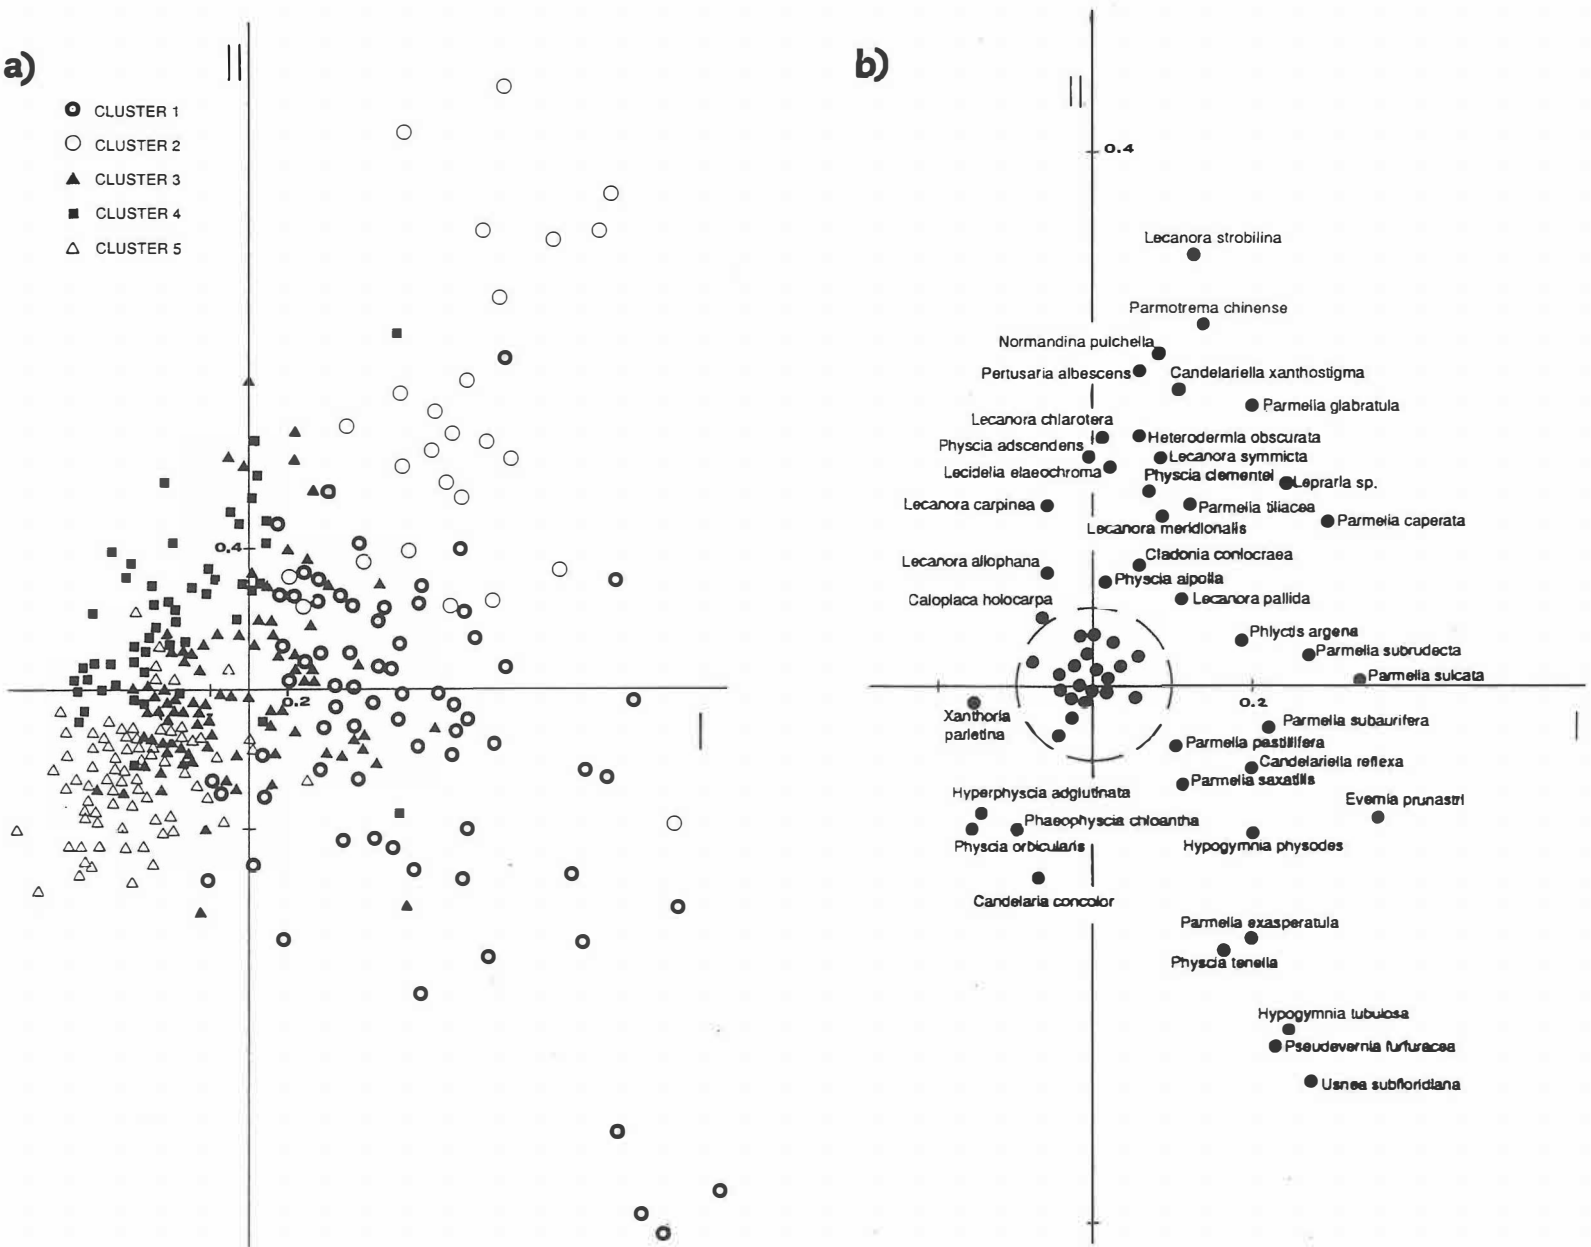 a)
||
CLUSTER 1
CLUSTER 2
CLUSTER 3
CLUSTER 4
CLUSTER 5
0.4
0.2
|
b)
||
0.4
Lecanora strobilina
Parmotrema chinense
Normandina pulchella
Pertusaria albescens
Candelariella xanthostigma
Parmelia glabratula
Lecanora chlarotera
Heterodermia obscurata
Physcia adscendens
Lecanora symmicta
Lecidella elaeochroma
Physcia clementei
Lepraria sp.
Lecanora carpinea
Parmelia tiliacea
Parmelia caperata
Lecanora meridionalis
Cladonia coniocraea
Lecanora allophana
Physcia aipolia
Caloplaca holocarpa
Lecanora pallida
Phlyctis argena
Parmelia subrudecta
Parmelia sulcata
0.2
Xanthoria
parietina
Parmelia subaurifera
Parmelia pastillifera
Candelariella reflexa
Parmelia saxatilis
Hyperphyscia adglutinata
Evernia prunastri
Phaeophyscia chloantha
Physcia orbicularis
Hypogymnia physodes
Candelaria concolor
Parmelia exasperatula
Physcia tenella
Hypogymnia tubulosa
Pseudevernia furfuracea
Usnea subfloridana
|